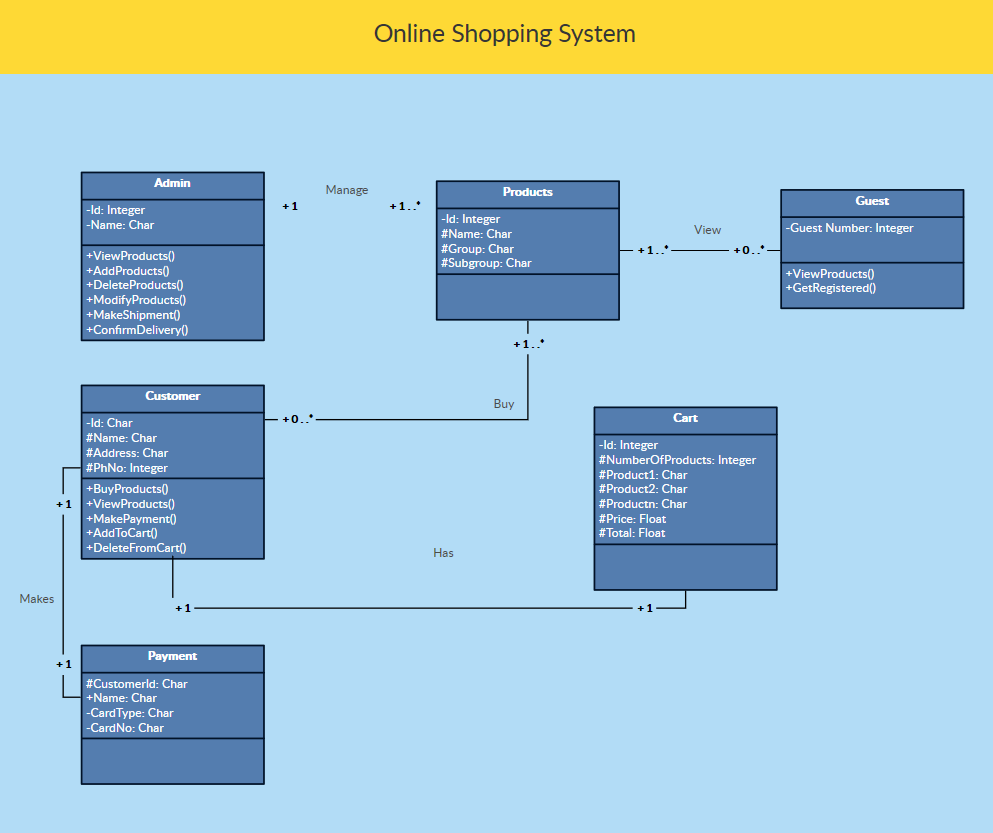 Online Shopping System
Admin
-Id: Integer
-Name: Char
+ViewProducts()
+AddProducts()
+DeleteProducts()
+ModifyProducts()
+MakeShipment()
+ConfirmDelivery()
Manage
+1
+1..*
Products
-Id: Integer
#Name: Char
#Group: Char
#Subgroup: Char
View
+1..*
+0..*
Guest
-Guest Number: Integer
+ViewProducts()
+GetRegistered()
+1..*
Buy
+0..*
Customer
-Id: Char
#Name: Char
#Address: Char
#PhNo: Integer
+BuyProducts()
+ViewProducts()
+MakePayment()
+AddToCart()
+DeleteFromCart()
Cart
-Id: Integer
#NumberOfProducts: Integer
#Product1: Char
#Product2: Char
#Productn: Char
#Price: Float
#Total: Float
Has
+1
+1
+1
Makes
+1
Payment
#CustomerId: Char
+Name: Char
-CardType: Char
-CardNo: Char